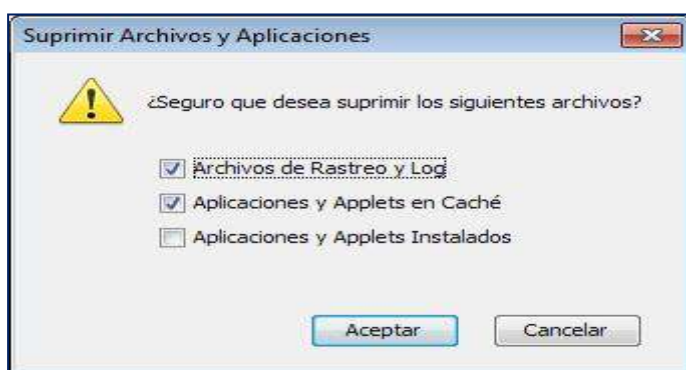 Suprimir Archivos y Aplicaciones
¿Seguro que desea suprimir los siguientes archivos?
Archivos de Rastreo y Log
Aplicaciones y Applets en Caché
Aplicaciones y Applets Instalados
Aceptar Cancelar